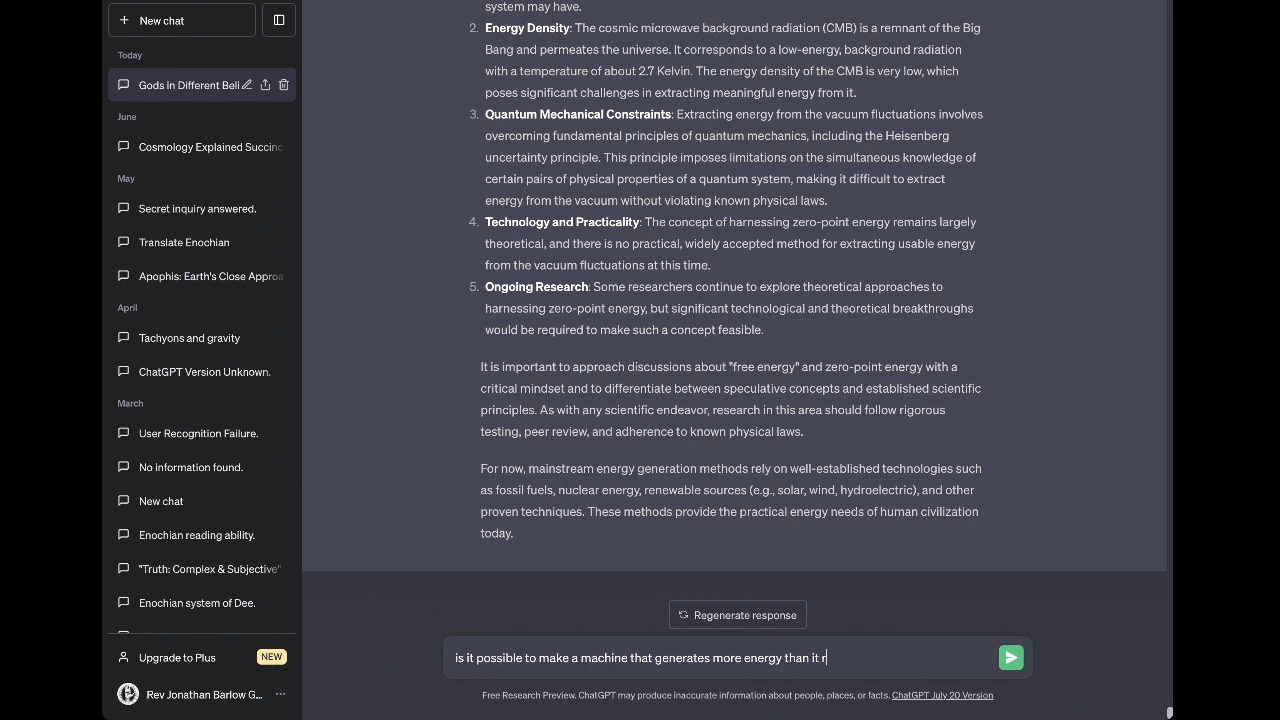 New chat
Today
Gods in Different Beli
June
Cosmology Explained Succinc
May
Secret inquiry answered.
Translate Enochian
Apophis: Earth's Close Approa
April
Tachyons and gravity
ChatGPT Version Unknown.
March
User Recognition Failure.
No information found.
New chat
Enochian reading ability.
"Truth: Complex & Subjective"
Enochian system of Dee.
Upgrade to Plus NEW
Rev Jonathan Barlow G...
system may have.
2. Energy Density: The cosmic microwave background radiation (CMB) is a remnant of the Big
Bang and permeates the universe. It corresponds to a low-energy, background radiation
with a temperature of about 2.7 Kelvin. The energy density of the CMB is very low, which
poses significant challenges in extracting meaningful energy from it.
3. Quantum Mechanical Constraints: Extracting energy from the vacuum fluctuations involves
overcoming fundamental principles of quantum mechanics, including the Heisenberg
uncertainty principle. This principle imposes limitations on the simultaneous knowledge of
certain pairs of physical properties of a quantum system, making it difficult to extract
energy from the vacuum without violating known physical laws.
4. Technology and Practicality: The concept of harnessing zero-point energy remains largely
theoretical, and there is no practical, widely accepted method for extracting usable energy
from the vacuum fluctuations at this time.
5. Ongoing Research: Some researchers continue to explore theoretical approaches to
harnessing zero-point energy, but significant technological and theoretical breakthroughs
would be required to make such a concept feasible.
It is important to approach discussions about "free energy" and zero-point energy with a
critical mindset and to differentiate between speculative concepts and established scientific
principles. As with any scientific endeavor, research in this area should follow rigorous
testing, peer review, and adherence to known physical laws.
For now, mainstream energy generation methods rely on well-established technologies such
as fossil fuels, nuclear energy, renewable sources (e.g., solar, wind, hydroelectric), and other
proven techniques. These methods provide the practical energy needs of human civilization
today.
Regenerate response
is it possible to make a machine that generates more energy than it r
Free Research Preview. ChatGPT may produce inaccurate information about people, places, or facts. ChatGPT July 20 Version